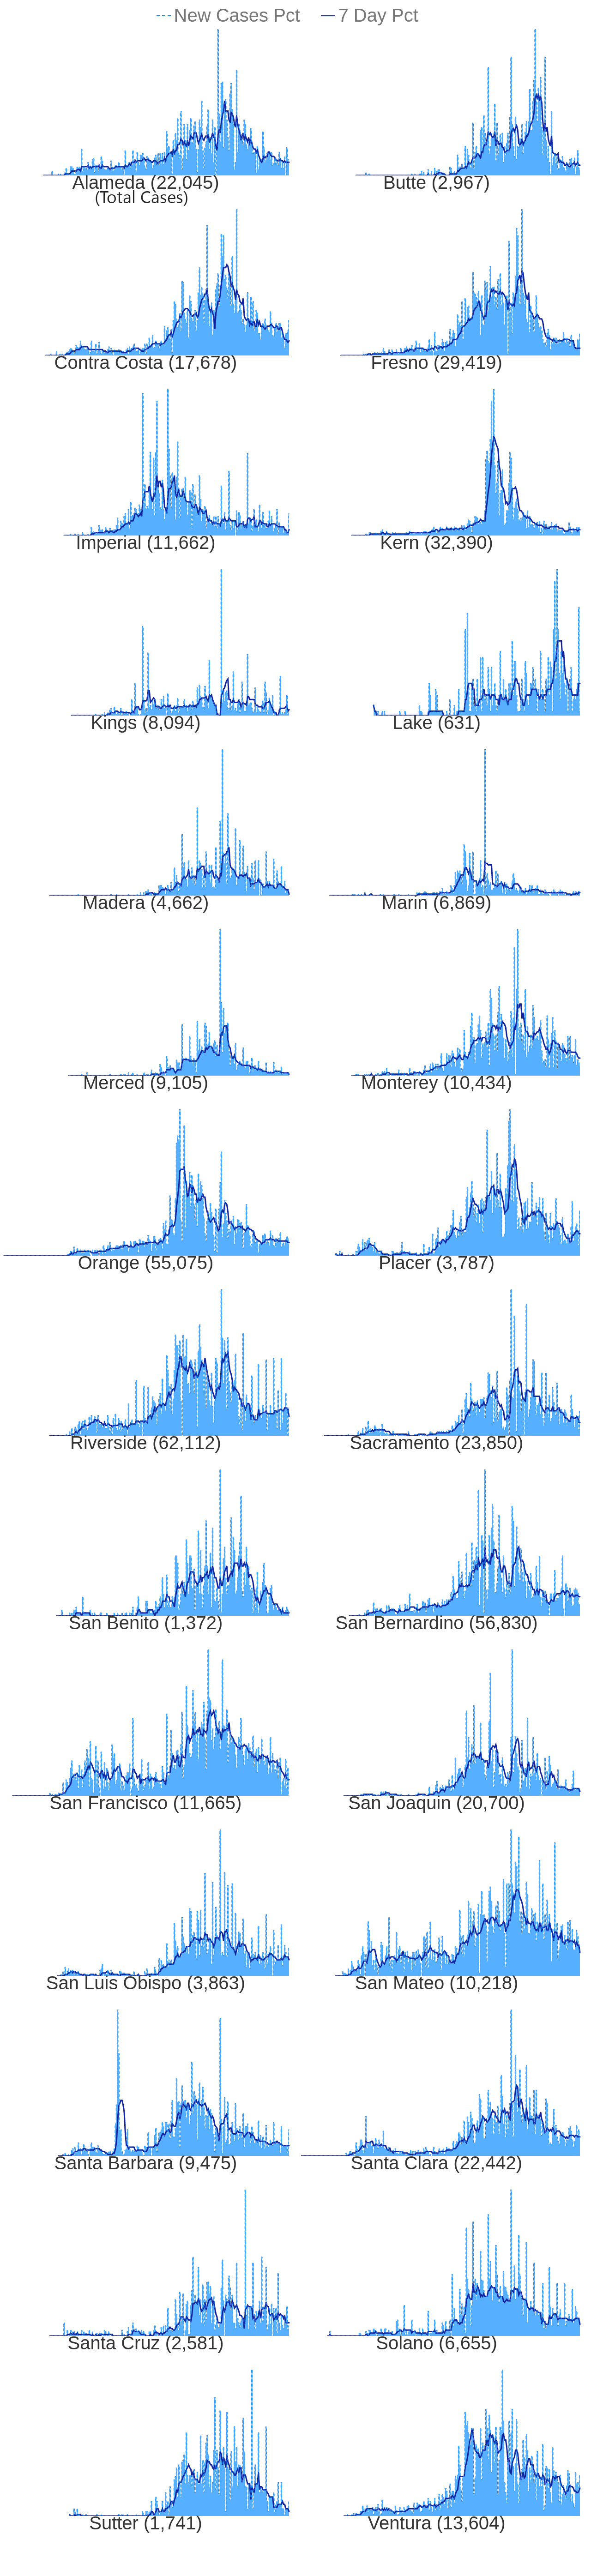 New Cases Pct 7 Day Pct
Alameda (22,045) Butte (2,967)
(Total Cases)
Contra Costa (17,678) Fresno (29,419)
Imperial (11,662) Kern (32,390)
Kings (8,094) Lake (631)
Madera (4,662) Marin (6,869)
Merced (9,105) Monterey (10,434)
Orange (55,075) Placer (3,787)
Riverside (62,112) Sacramento (23,850)
San Benito (1,372) San Bernardino (56,830)
San Francisco (11,665) San Joaquin (20,700)
San Luis Obispo (3,863) San Mateo (10,218)
Santa Barbara (9,475) Santa Clara (22,442)
Santa Cruz (2,581) Solano (6,655)
Sutter (1,741) Ventura (13,604)